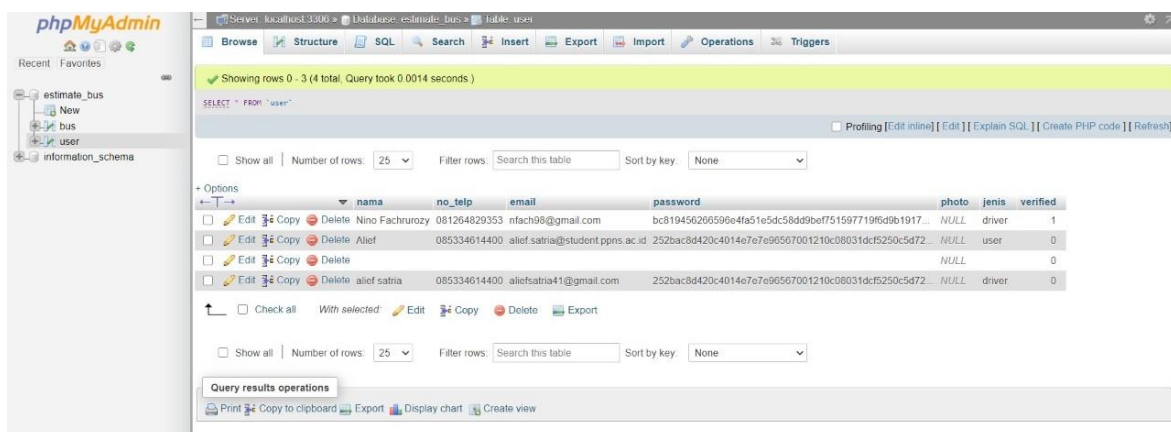 phpMyAdmin
Recent Favorites
estimate_bus
New
bus
user
information_schema
Server: localhost:3306 » Database: estimate_bus » Table: user
Browse Structure SQL Search Insert Export Import Operations Triggers
Showing rows 0 - 3 (4 total, Query took 0.0014 seconds.)
SELECT * FROM `user`
Profiling [Edit inline] [ Edit ] [ Explain SQL ] [ Create PHP code ] [ Refresh]
Show all Number of rows: 25 Filter rows: Search this table Sort by key: None
+ Options
nama no_telp email password photo jenis verified
Edit Copy Delete Nino Fachrurozy 081264829353 nfach98@gmail.com NULL driver 1
Edit Copy Delete Alief 085334614400 alief.satria@student.ppns.ac.id NULL user 0
Edit Copy Delete NULL 0
Edit Copy Delete alief satria 085334614400 aliefsatria41@gmail.com NULL driver 0
Check all With selected: Edit Copy Delete Export
Show all Number of rows: 25 Filter rows: Search this table Sort by key: None
Query results operations
Print Copy to clipboard Export Display chart Create view